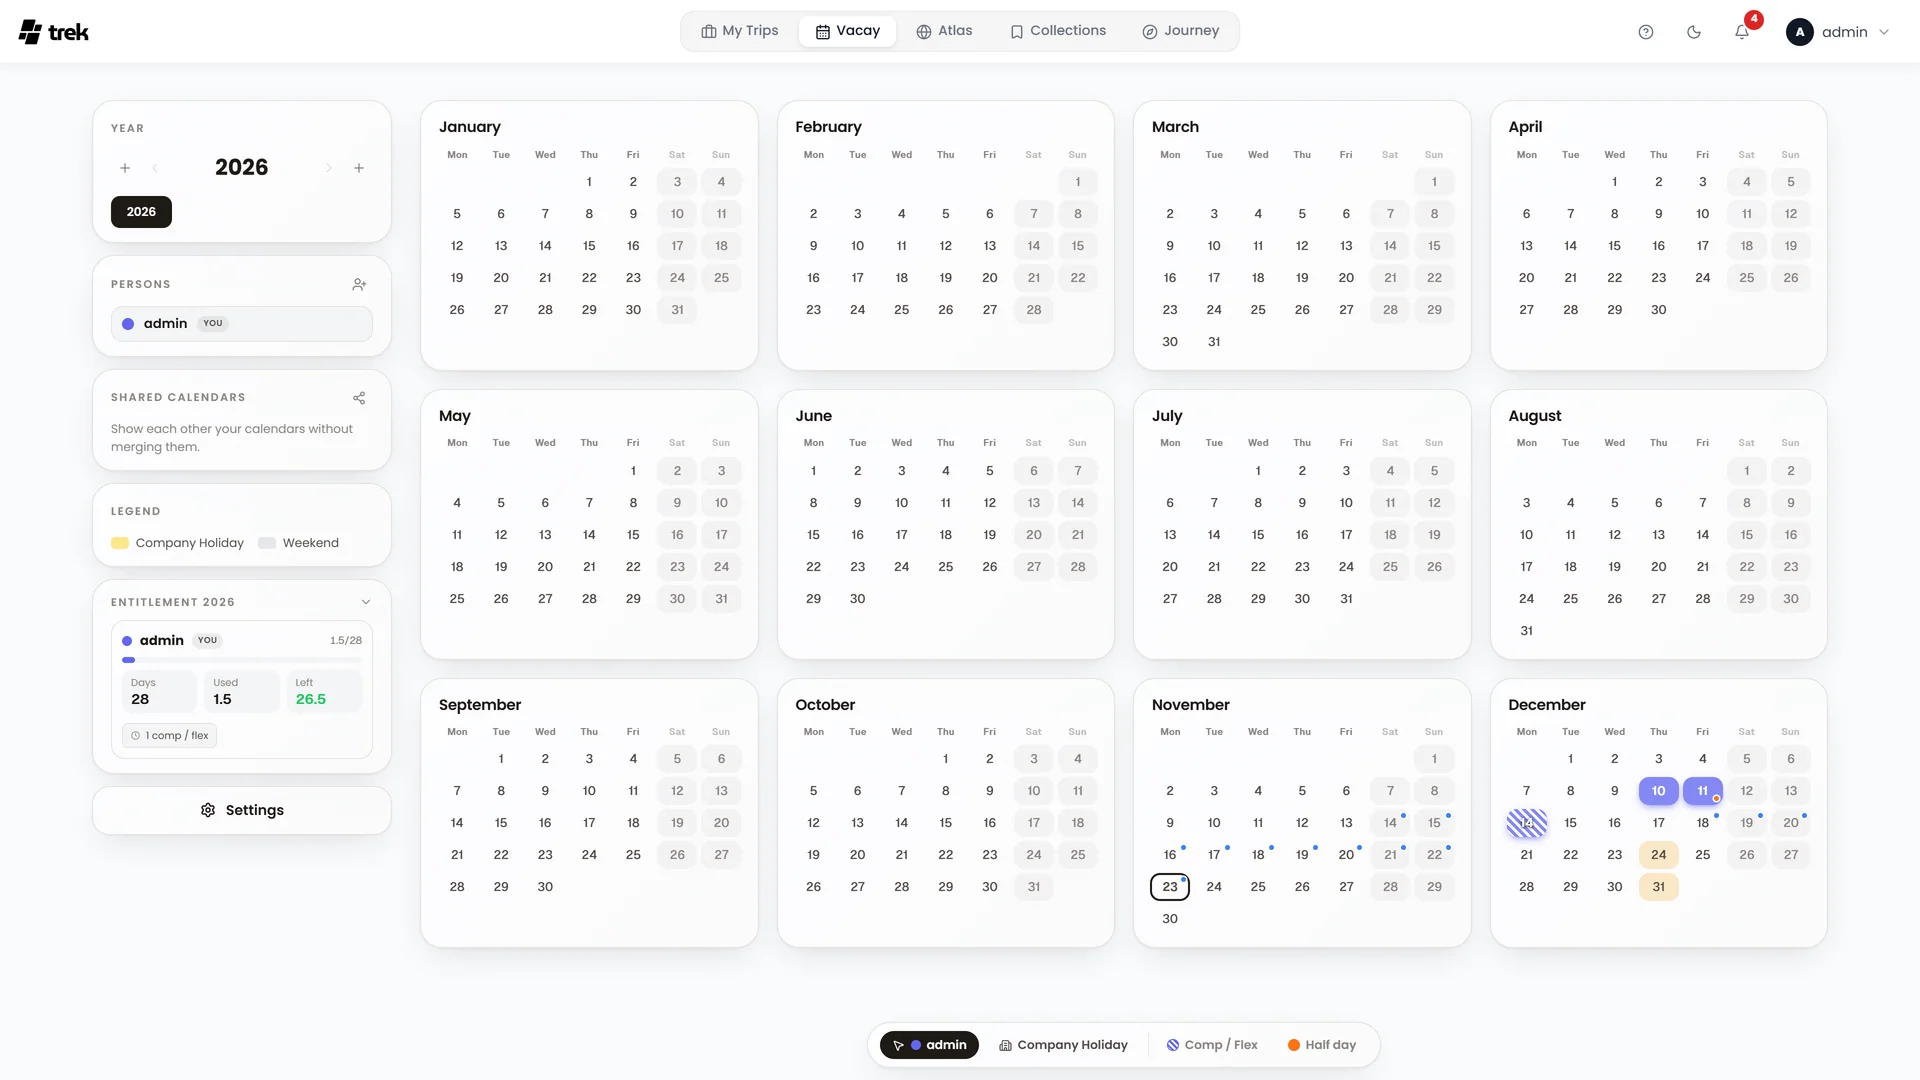 trek
My Trips
Vacay
Atlas
Collections
Journey
4
A
admin
YEAR
2026
2026
PERSONS
admin YOU
SHARED CALENDARS
Show each other your calendars without
merging them.
LEGEND
Company Holiday Weekend
ENTITLEMENT 2026
admin YOU 1.5/28
Days Used Left
28 1.5 26.5
1 comp / flex
Settings
January
Mon Tue Wed Thu Fri Sat Sun
1 2 3 4
5 6 7 8 9 10 11
12 13 14 15 16 17 18
19 20 21 22 23 24 25
26 27 28 29 30 31
February
Mon Tue Wed Thu Fri Sat Sun
1
2 3 4 5 6 7 8
9 10 11 12 13 14 15
16 17 18 19 20 21 22
23 24 25 26 27 28
March
Mon Tue Wed Thu Fri Sat Sun
1
2 3 4 5 6 7 8
9 10 11 12 13 14 15
16 17 18 19 20 21 22
23 24 25 26 27 28 29
30 31
April
Mon Tue Wed Thu Fri Sat Sun
1 2 3 4 5
6 7 8 9 10 11 12
13 14 15 16 17 18 19
20 21 22 23 24 25 26
27 28 29 30
May
Mon Tue Wed Thu Fri Sat Sun
1 2 3
4 5 6 7 8 9 10
11 12 13 14 15 16 17
18 19 20 21 22 23 24
25 26 27 28 29 30 31
June
Mon Tue Wed Thu Fri Sat Sun
1 2 3 4 5 6 7
8 9 10 11 12 13 14
15 16 17 18 19 20 21
22 23 24 25 26 27 28
29 30
July
Mon Tue Wed Thu Fri Sat Sun
1 2 3 4 5
6 7 8 9 10 11 12
13 14 15 16 17 18 19
20 21 22 23 24 25 26
27 28 29 30 31
August
Mon Tue Wed Thu Fri Sat Sun
1 2
3 4 5 6 7 8 9
10 11 12 13 14 15 16
17 18 19 20 21 22 23
24 25 26 27 28 29 30
31
September
Mon Tue Wed Thu Fri Sat Sun
1 2 3 4 5 6
7 8 9 10 11 12 13
14 15 16 17 18 19 20
21 22 23 24 25 26 27
28 29 30
October
Mon Tue Wed Thu Fri Sat Sun
1 2 3 4
5 6 7 8 9 10 11
12 13 14 15 16 17 18
19 20 21 22 23 24 25
26 27 28 29 30 31
November
Mon Tue Wed Thu Fri Sat Sun
1
2 3 4 5 6 7 8
9 10 11 12 13 14 15
16 17 18 19 20 21 22
23 24 25 26 27 28 29
30
December
Mon Tue Wed Thu Fri Sat Sun
1 2 3 4 5 6
7 8 9 10 11 12 13
14 15 16 17 18 19 20
21 22 23 24 25 26 27
28 29 30 31
admin
Company Holiday
Comp / Flex
Half day